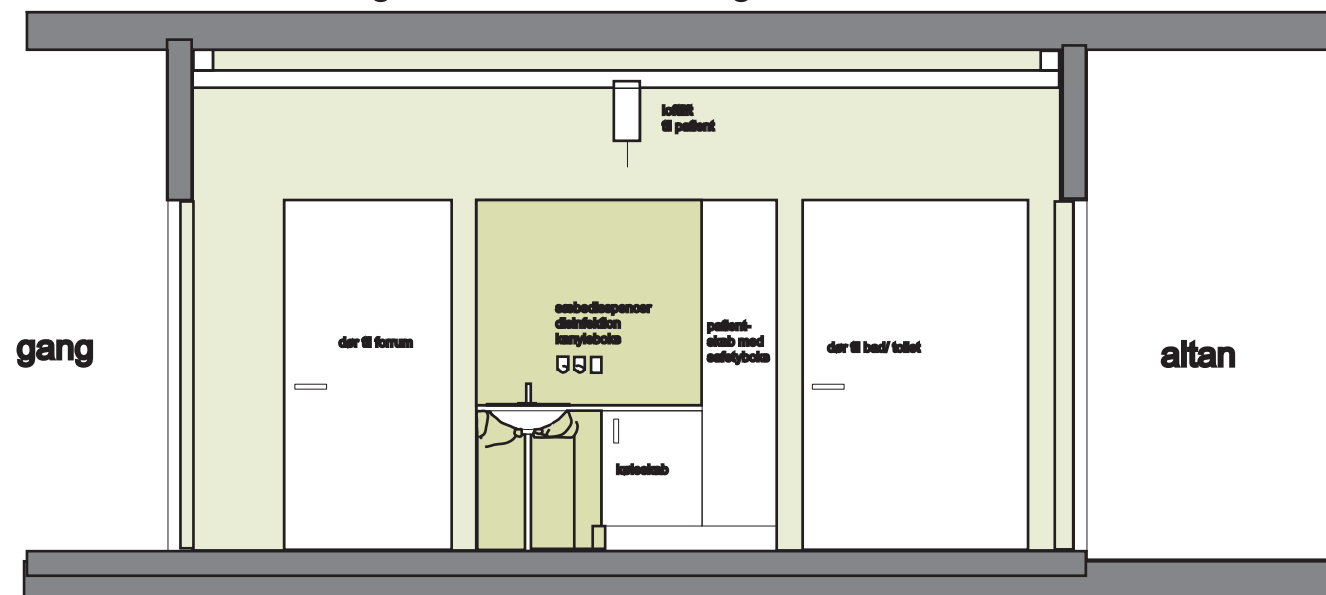 loftlift
til patient
sæbedispencer
disinfektion
kanyleboks
patient-
skab med
safetyboks
dør til forrum
dør til bad/ toilet
gang
altan
køleskab